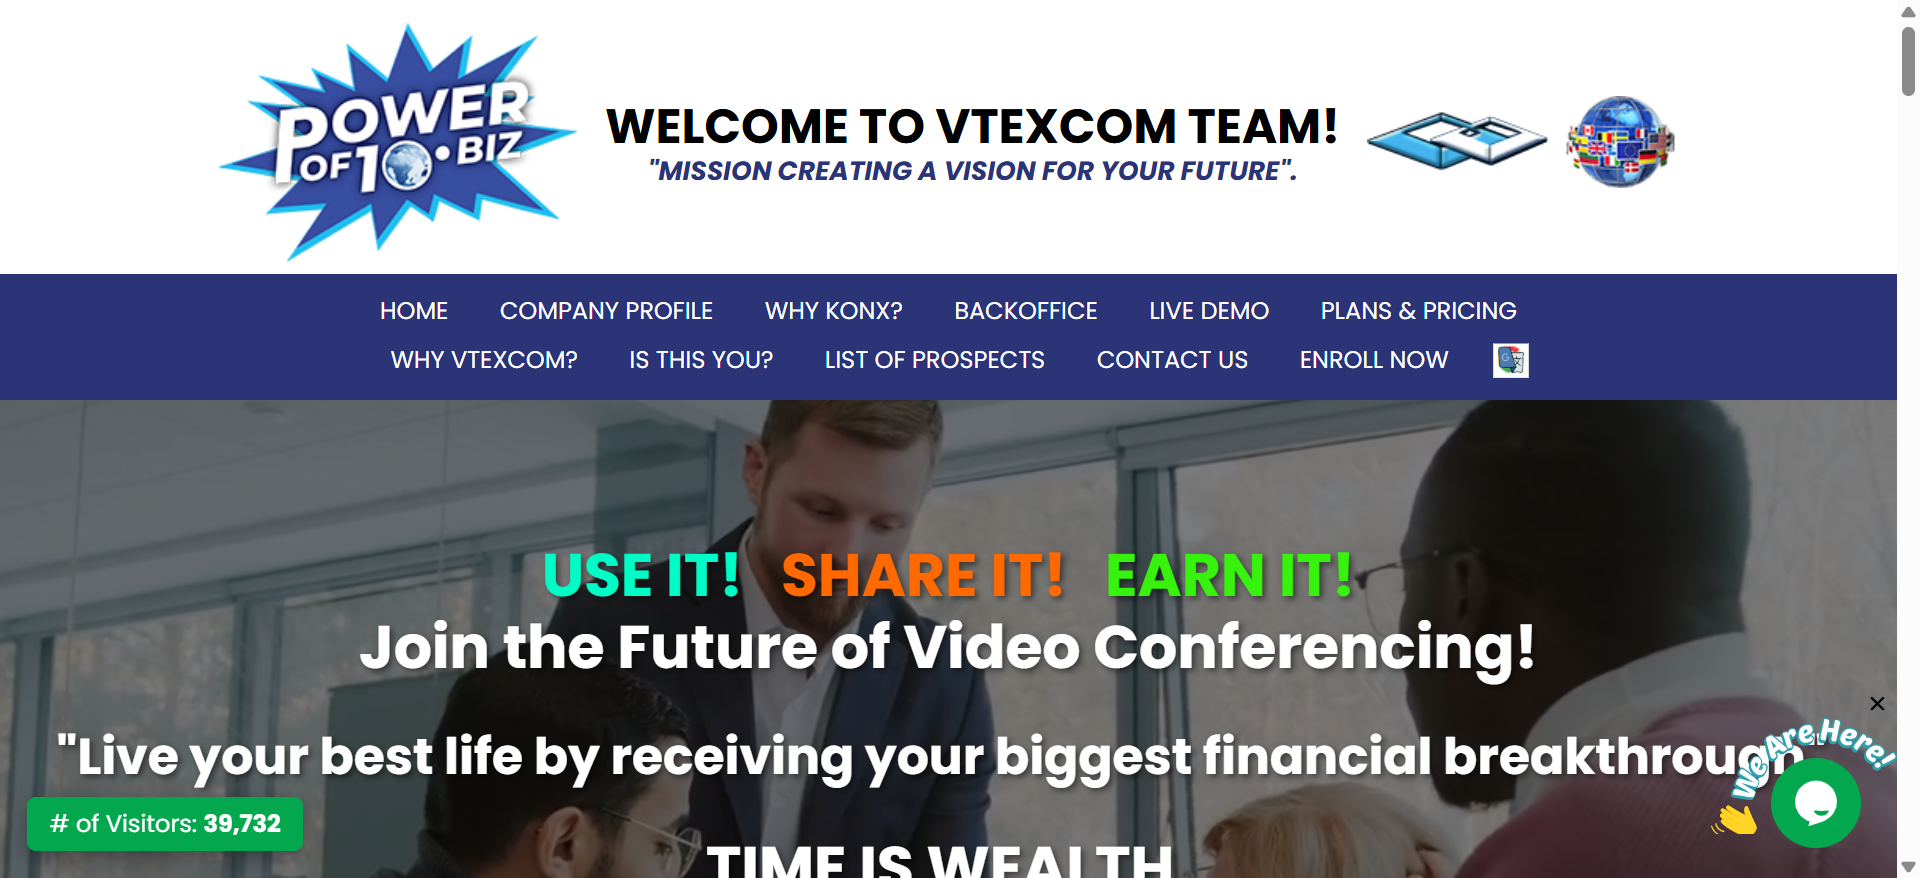 POWER
OF 10.BIZ
WELCOME TO VTEXCOM TEAM!
"MISSION CREATING A VISION FOR YOUR FUTURE".
HOME COMPANY PROFILE WHY KONX? BACKOFFICE LIVE DEMO PLANS & PRICING
WHY VTEXCOM? IS THIS YOU? LIST OF PROSPECTS CONTACT US ENROLL NOW
USE IT! SHARE IT! EARN IT!
Join the Future of Video Conferencing!
"Live your best life by receiving your biggest financial breakthrough
We Are Here!
# of Visitors: 39,732
TIME IS WEALTH